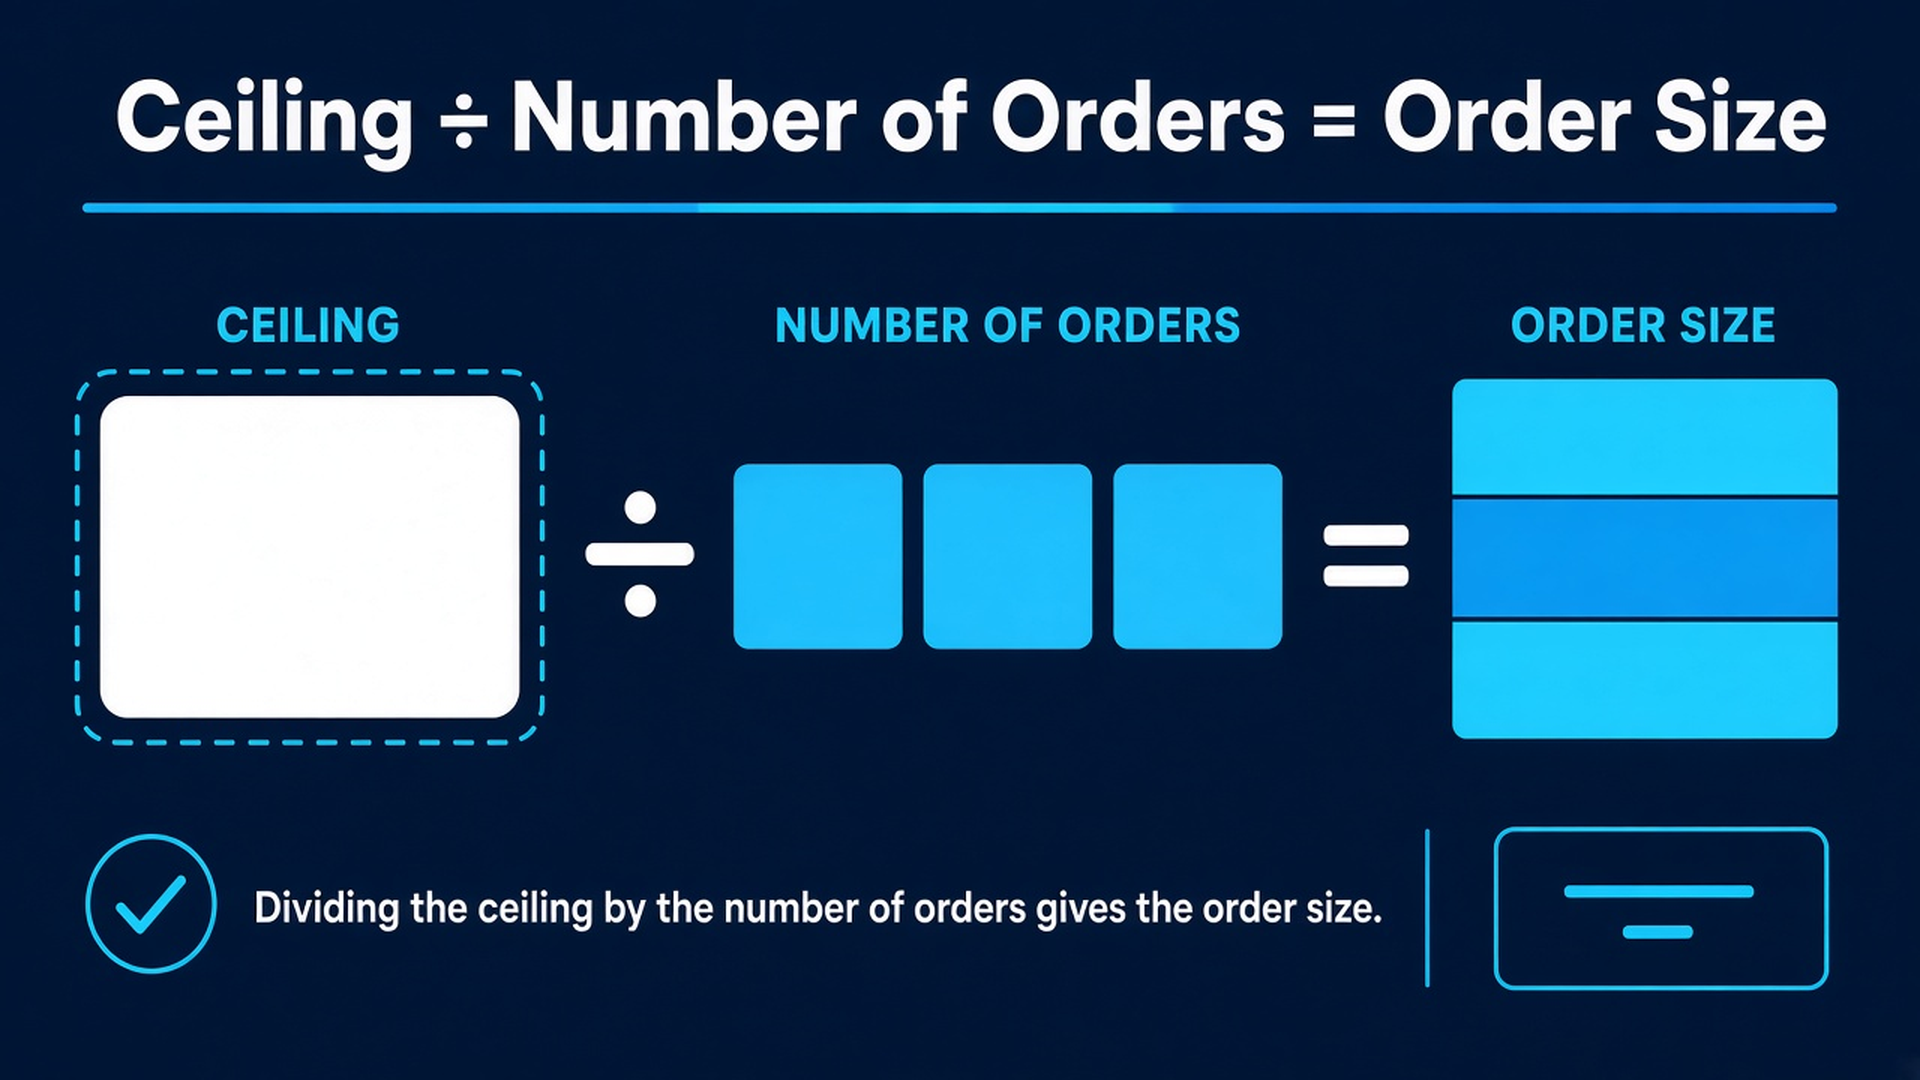 Ceiling ÷ Number of Orders = Order Size
CEILING
NUMBER OF ORDERS
ORDER SIZE
÷
=
Dividing the ceiling by the number of orders gives the order size.